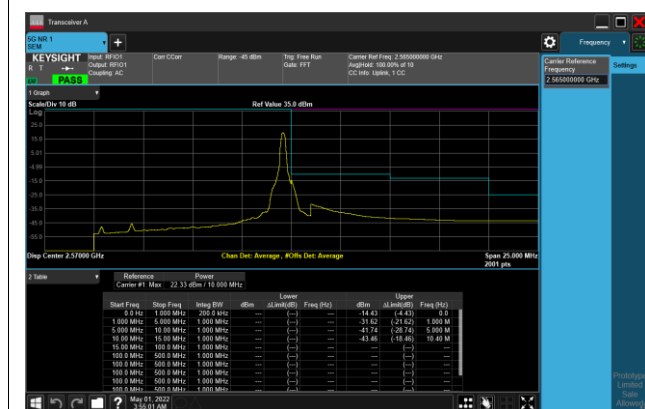 Transceiver A
5G NR 1
SEM
Frequency
KEYSIGHT
R T
PASS
Input: RFIO1
Output: RFIO1
Coupling: AC
Corr CCorr
Range: -45 dBm
Trig: Free Run
Gate: FFT
Carrier Ref Freq: 2.565000000 GHz
Avg|Hold: 100.00% of 10
CC Info: Uplink, 1 CC
Carrier Reference
Frequency
2.565000000 GHz
Settings
1 Graph
Scale/Div 10 dB
Ref Value 35.0 dBm
Log
25.0
15.0
5.01
-4.99
-15.0
-25.0
-35.0
-45.0
-55.0
Disp Center 2.57000 GHz
Chan Det: Average , #Offs Det: Average
Span 25.000 MHz
2001 pts
2 Table
Reference Power
Carrier #1 Max 22.33 dBm / 10.000 MHz
Lower Upper
Start Freq Stop Freq Integ BW dBm ΔLimit(dB) Freq (Hz) dBm ΔLimit(dB) Freq (Hz)
0.0 Hz 1.000 MHz 200.0 kHz --- (---) --- -14.43 (-4.43) 0.0
1.000 MHz 5.000 MHz 1.000 MHz --- (---) --- -31.62 (-21.62) 1.000 M
5.000 MHz 10.00 MHz 1.000 MHz --- (---) --- -41.74 (-28.74) 5.000 M
10.00 MHz 15.00 MHz 1.000 MHz --- (---) --- -43.46 (-18.46) 10.40 M
15.00 MHz 100.0 MHz 1.000 MHz --- (---) --- --- (---) ---
100.0 MHz 500.0 MHz 1.000 MHz --- (---) --- --- (---) ---
100.0 MHz 500.0 MHz 1.000 MHz --- (---) --- --- (---) ---
100.0 MHz 500.0 MHz 1.000 MHz --- (---) --- --- (---) ---
100.0 MHz 500.0 MHz 1.000 MHz --- (---) --- --- (---) ---
100.0 MHz 500.0 MHz 1.000 MHz --- (---) --- --- (---) ---
Prototype
Limited
Sale
Allowed
May 01, 2022
3:55:01 AM